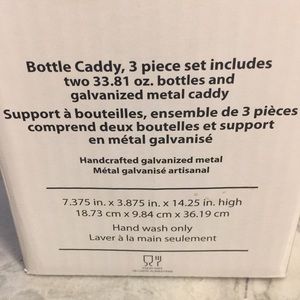 Bottle Caddy, 3 piece set includes
two 33.81 oz. bottles and
galvanized metal caddy
Support à bouteilles, ensemble de 3 pièces
comprend deux boutelles et support
en métal galvanisé
Handcrafted galvanized metal
Métal galvanisé artisanal
7.375 in. x 3.875 in. x 14.25 in. high
18.73 cm x 9.84 cm x 36.19 cm
Hand wash only
Laver à la main seulement